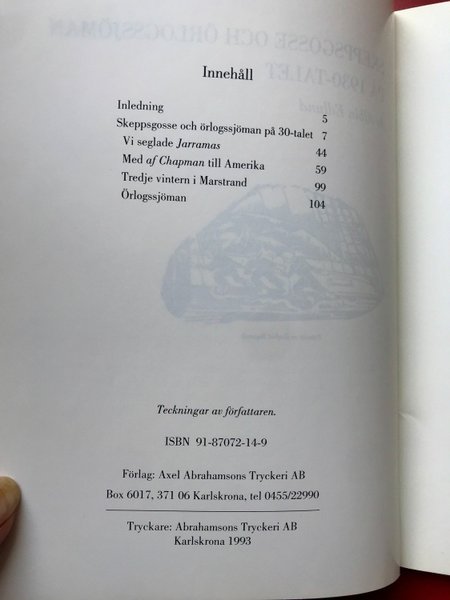 Innehåll
Inledning 5
Skeppsgosse och örlogssjöman på 30-talet 7
Vi seglade Jarramas 44
Med af Chapman till Amerika 59
Tredje vintern i Marstrand 99
Örlogssjöman 104
Teckningar av författaren.
ISBN 91-87072-14-9
Förlag: Axel Abrahamsons Tryckeri AB
Box 6017, 371 06 Karlskrona, tel 0455/22990
Tryckare: Abrahamsons Tryckeri AB
Karlskrona 1993